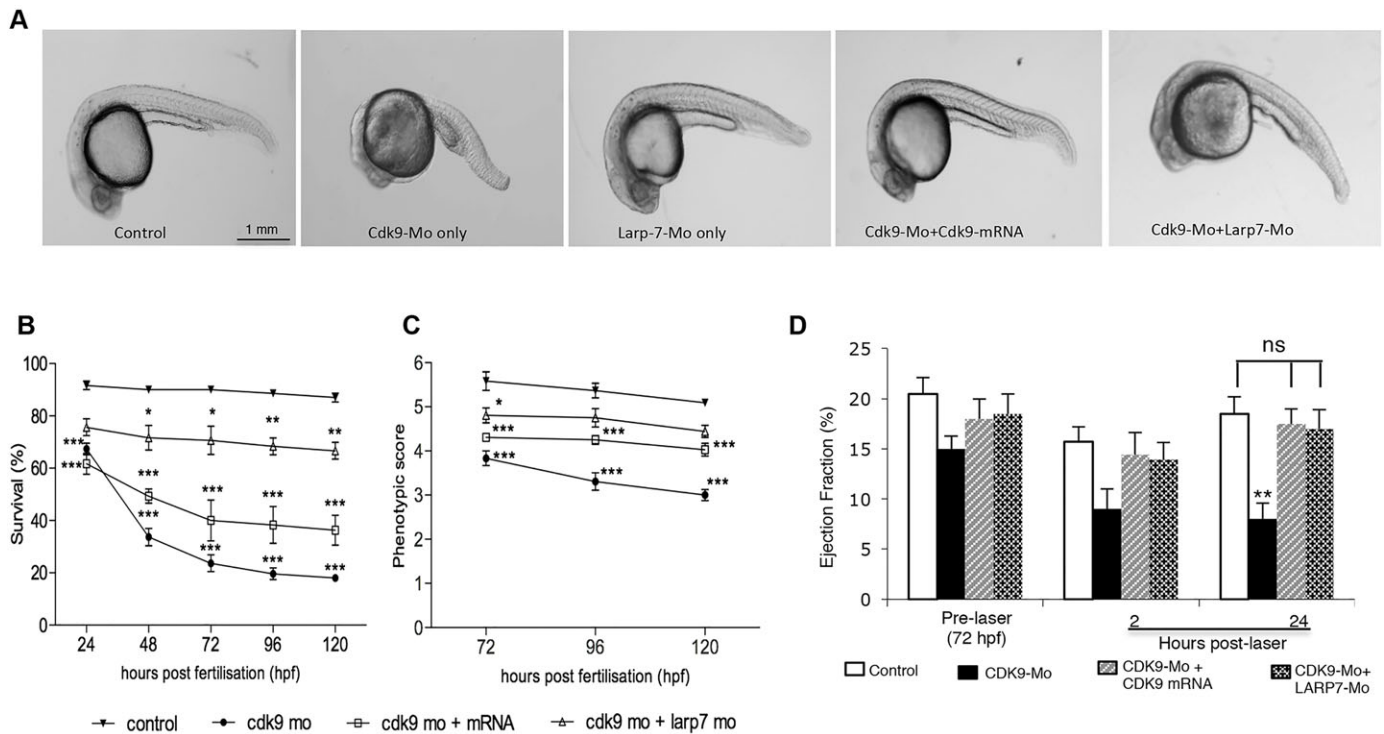 A
Control
1 mm
Cdk9-Mo only
Larp-7-Mo only
Cdk9-Mo+Cdk9-mRNA
Cdk9-Mo+Larp7-Mo
B
Survival (%)
100
80
60
40
20
0
***
***
*
***
***
*
***
***
**
***
***
**
***
***
24 48 72 96 120
hours post fertilisation (hpf)
C
Phenotypic score
6
5
4
3
2
1
0
*
***
***
***
***
***
***
72 96 120
hours post fertilisation (hpf)
control
cdk9 mo
cdk9 mo + mRNA
cdk9 mo + larp7 mo
D
Ejection Fraction (%)
25
20
15
10
5
0
ns
**
Pre-laser
(72 hpf)
2 24
Hours post-laser
Control
CDK9-Mo
CDK9-Mo +
CDK9 mRNA
CDK9-Mo+
LARP7-Mo